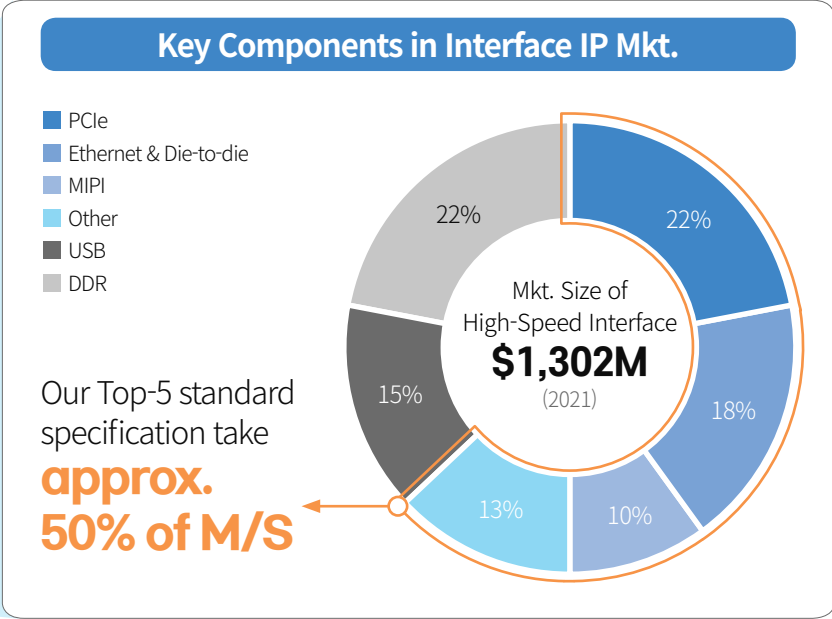 Key Components in Interface IP Mkt.
PCIe
Ethernet & Die-to-die
MIPI
Other
USB
DDR
22%
22%
18%
10%
13%
15%
Mkt. Size of
High-Speed Interface
$1,302M
(2021)
Our Top-5 standard
specification take
approx.
50% of M/S